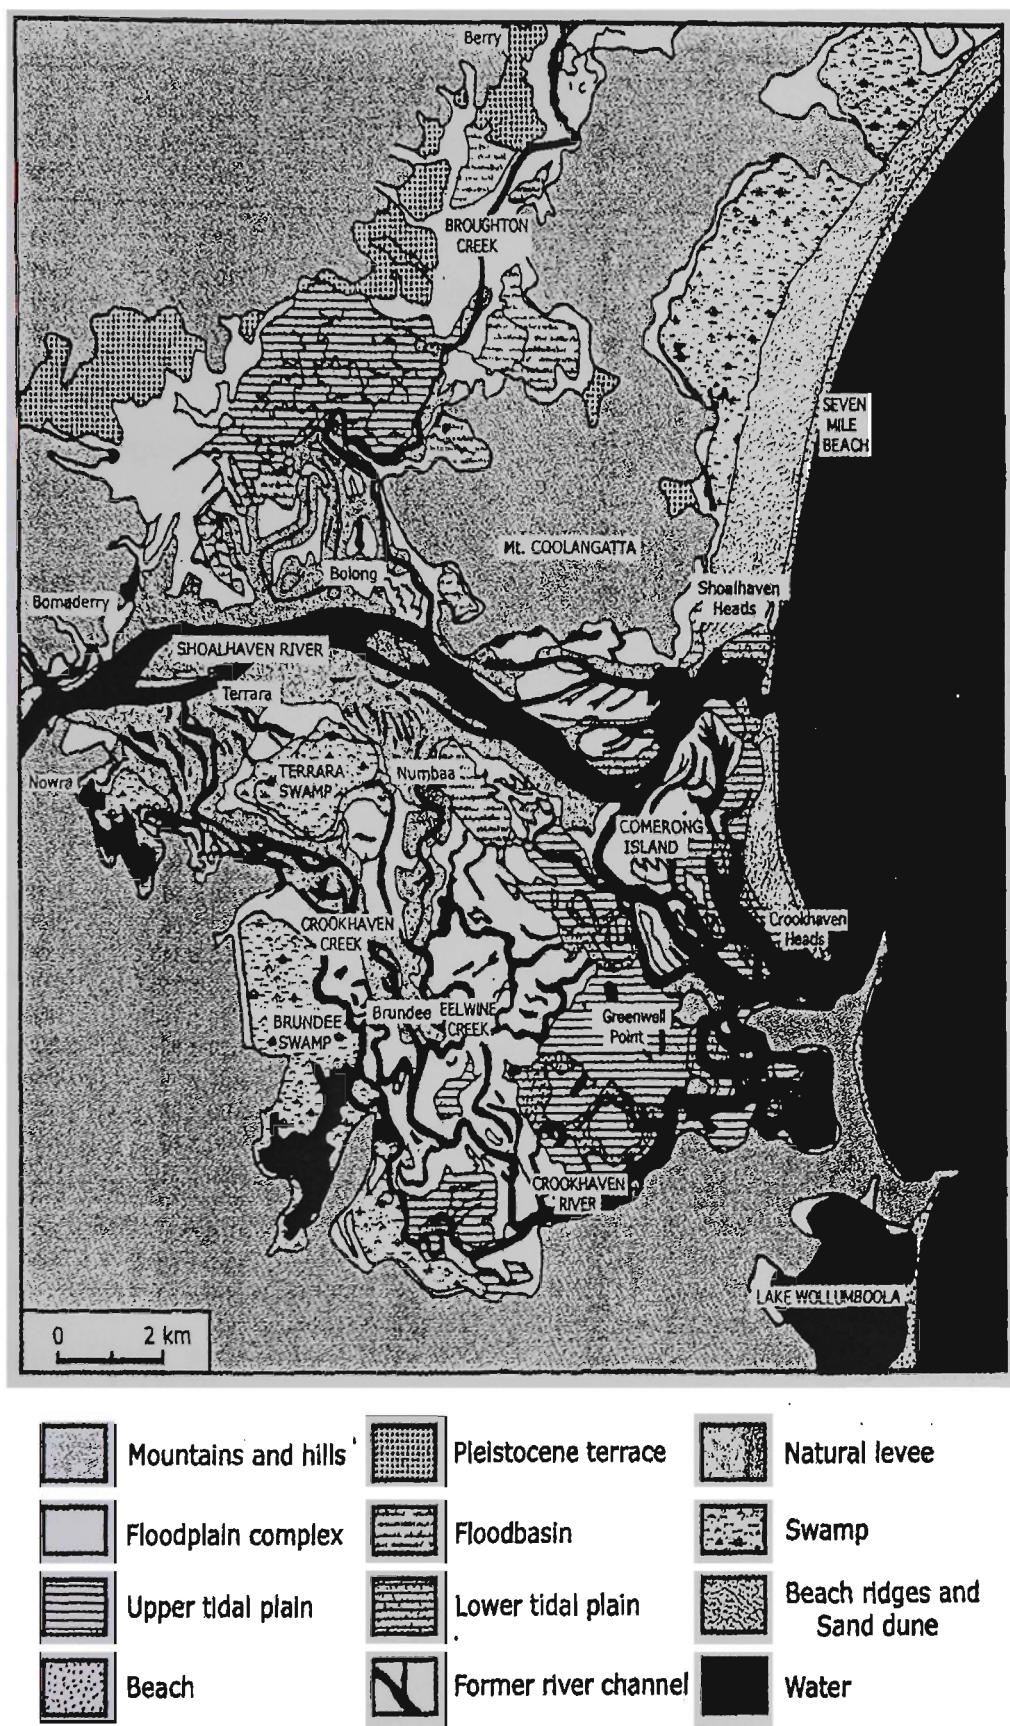 Berry
BROUGHTON
CREEK
SEVEN
MILE
BEACH
Mt. COOLANGATTA
Shoalhaven
Heads
Bolong
Bomaderry
SHOALHAVEN RIVER
Terrara
Nowra
TERRARA
SWAMP
Numbaa
COMERONG
ISLAND
CROOKHAVEN
CREEK
Crookhaven
Heads
Brundee
EELWINE
CREEK
Greenwell
Point
BRUNDEE
SWAMP
CROOKHAVEN
RIVER
LAKE WOLLUMBOOLA
0 2 km
Mountains and hills
Pleistocene terrace
Natural levee
Floodplain complex
Floodbasin
Swamp
Upper tidal plain
Lower tidal plain
Beach ridges and
Sand dune
Beach
Former river channel
Water